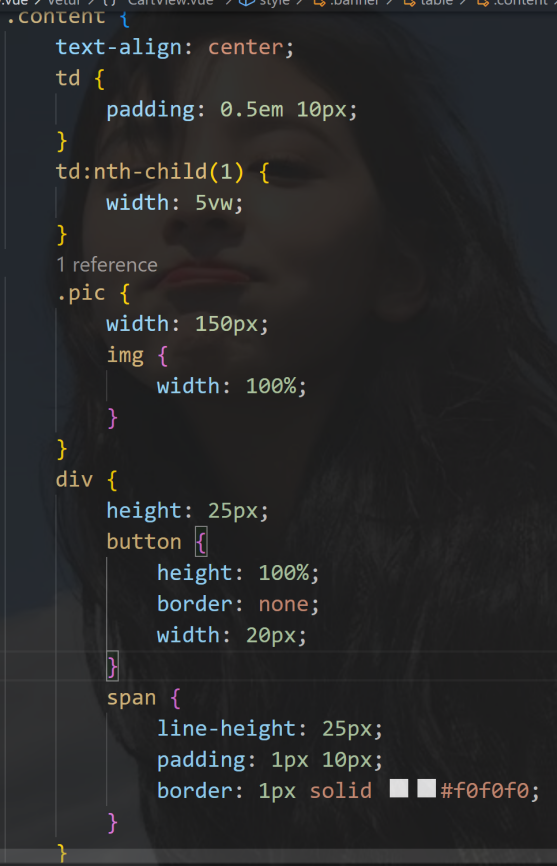 .vue > vetur > {} "CartView.vue" > style > .banner > table > .content >
.content {
text-align: center;
td {
padding: 0.5em 10px;
}
td:nth-child(1) {
width: 5vw;
}
1 reference
.pic {
width: 150px;
img {
width: 100%;
}
}
div {
height: 25px;
button {
height: 100%;
border: none;
width: 20px;
}
span {
line-height: 25px;
padding: 1px 10px;
border: 1px solid #f0f0f0;
}
}